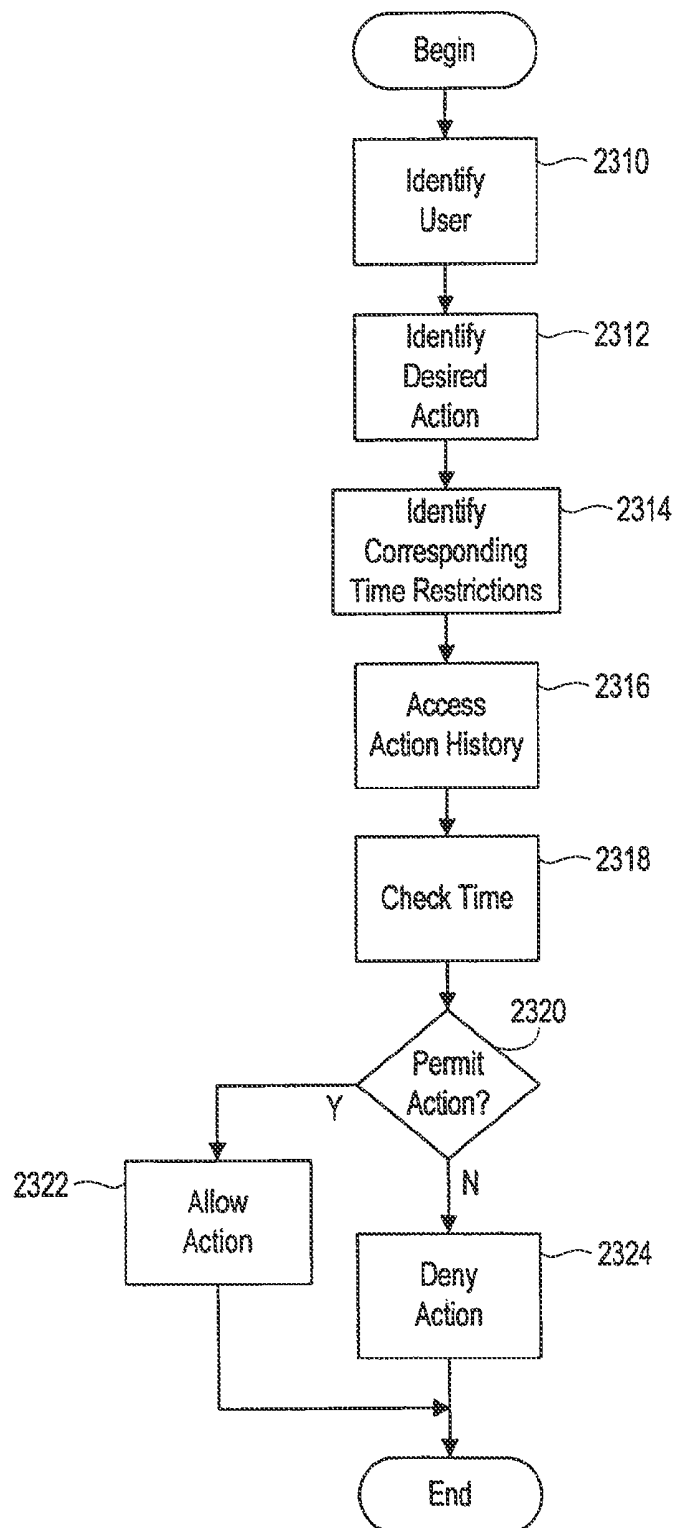 Begin
2310
Identify
User
2312
Identify
Desired
Action
2314
Identify
Corresponding
Time Restrictions
2316
Access
Action History
2318
Check Time
2320
Permit
Action?
Y
N
2322
Allow
Action
2324
Deny
Action
End